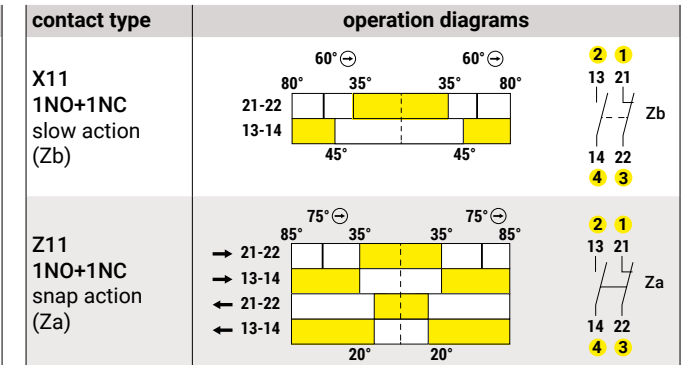 contact type operation diagrams
X11
1NO+1NC
slow action
(Zb)
60° 60°
80° 35° 35° 80°
21-22
13-14
45° 45°
2 1
13 21
Zb
14 22
4 3
Z11
1NO+1NC
snap action
(Za)
75° 75°
85° 35° 35° 85°
→ 21-22
→ 13-14
← 21-22
← 13-14
20° 20°
2 1
13 21
Za
14 22
4 3